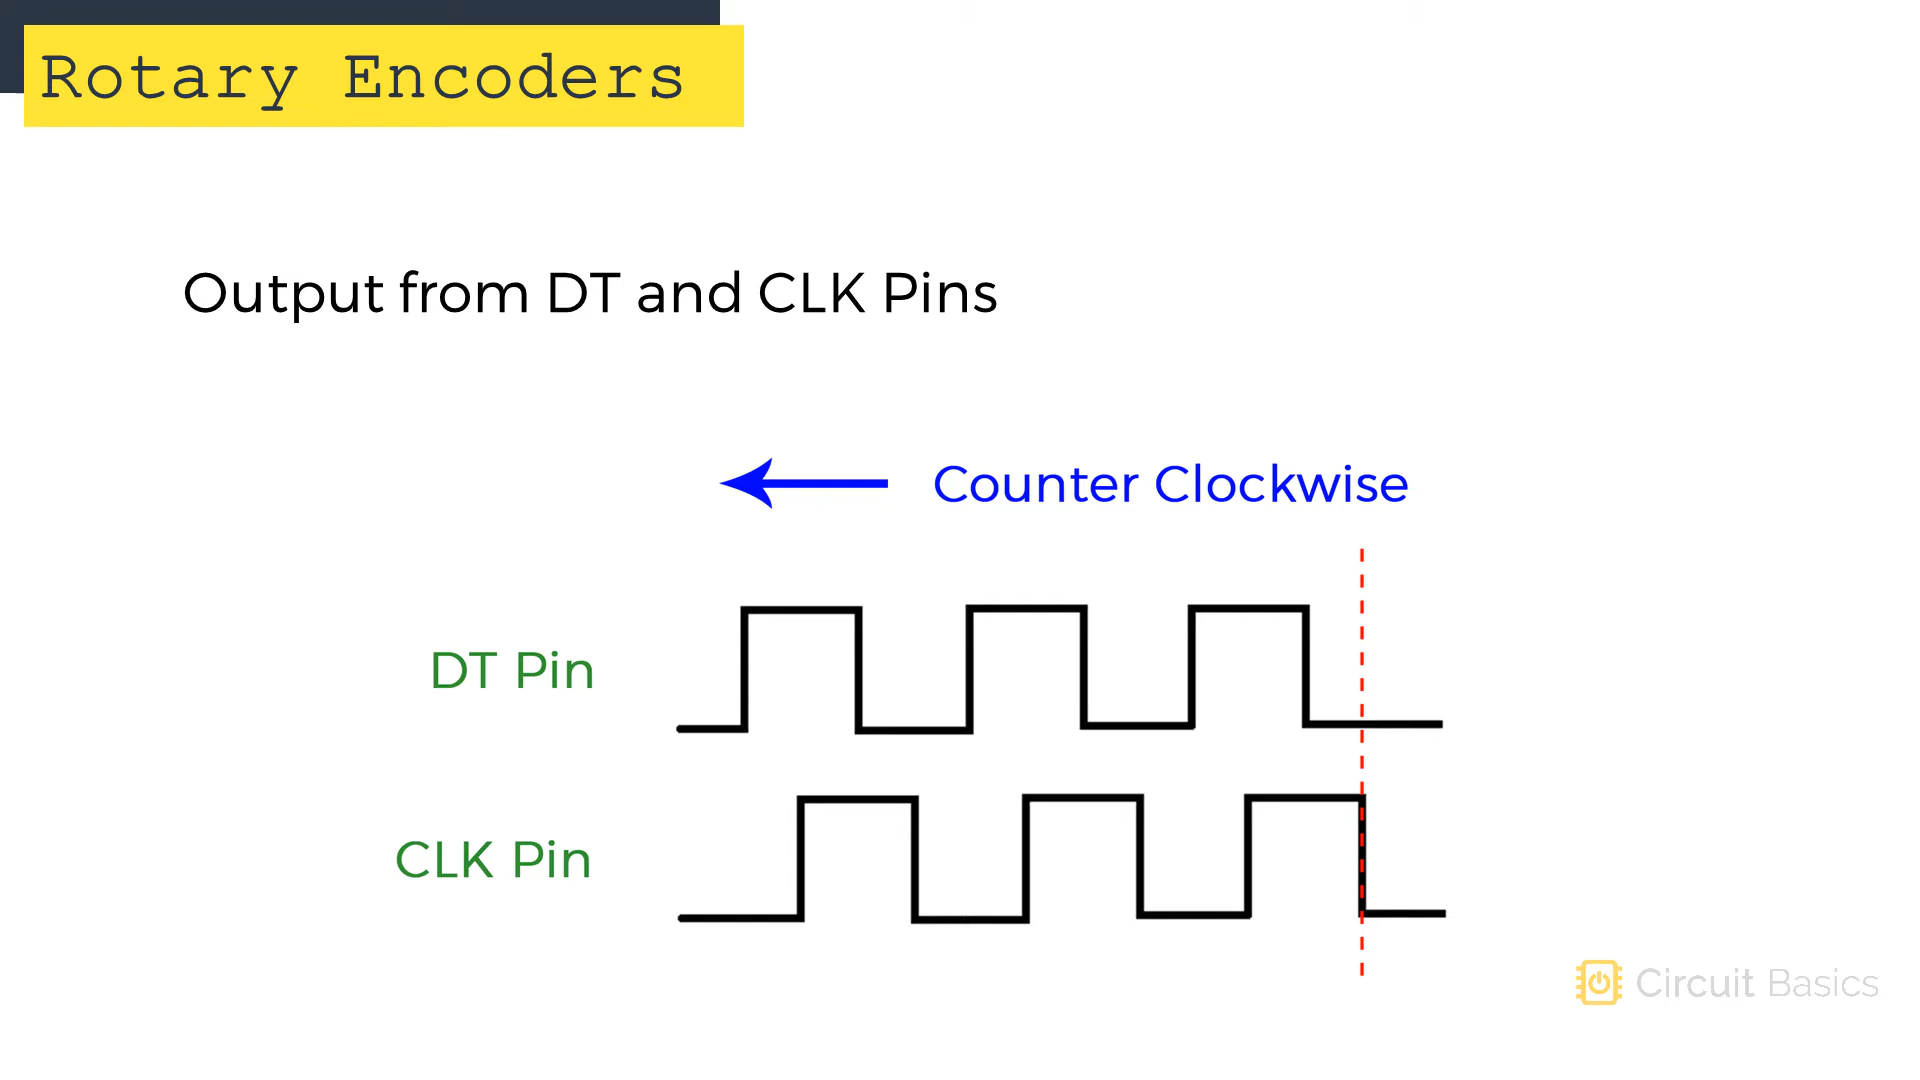 Rotary Encoders
Output from DT and CLK Pins
Counter Clockwise
DT Pin
CLK Pin
Circuit Basics